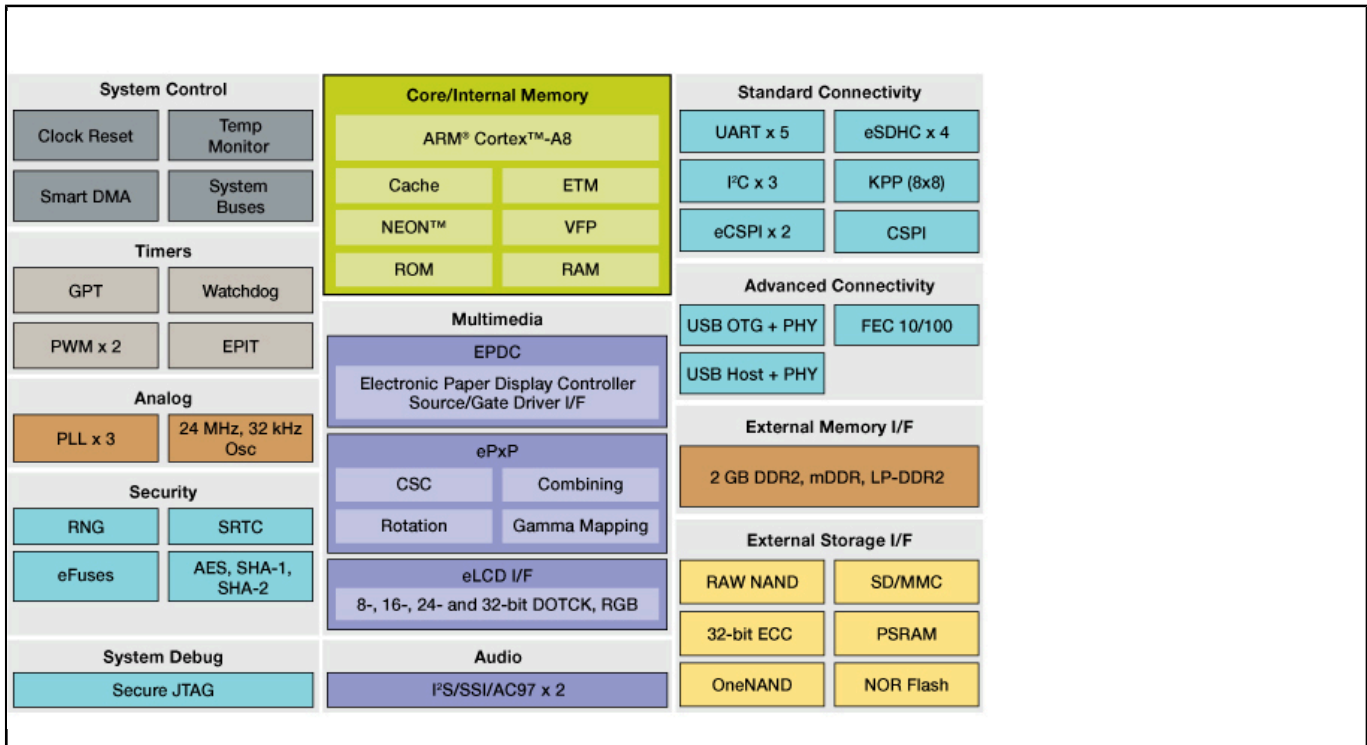 System Control
Clock Reset
Temp
Monitor
Smart DMA
System
Buses
Timers
GPT
Watchdog
PWM x 2
EPIT
Analog
PLL x 3
24 MHz, 32 kHz
Osc
Security
RNG
SRTC
eFuses
AES, SHA-1,
SHA-2
System Debug
Secure JTAG
Core/Internal Memory
ARM® Cortex™-A8
Cache
ETM
NEON™
VFP
ROM
RAM
Multimedia
EPDC
Electronic Paper Display Controller
Source/Gate Driver I/F
ePxP
CSC
Combining
Rotation
Gamma Mapping
eLCD I/F
8-, 16-, 24- and 32-bit DOTCK, RGB
Audio
I²S/SSI/AC97 x 2
Standard Connectivity
UART x 5
eSDHC x 4
I²C x 3
KPP (8x8)
eCSPI x 2
CSPI
Advanced Connectivity
USB OTG + PHY
FEC 10/100
USB Host + PHY
External Memory I/F
2 GB DDR2, mDDR, LP-DDR2
External Storage I/F
RAW NAND
SD/MMC
32-bit ECC
PSRAM
OneNAND
NOR Flash